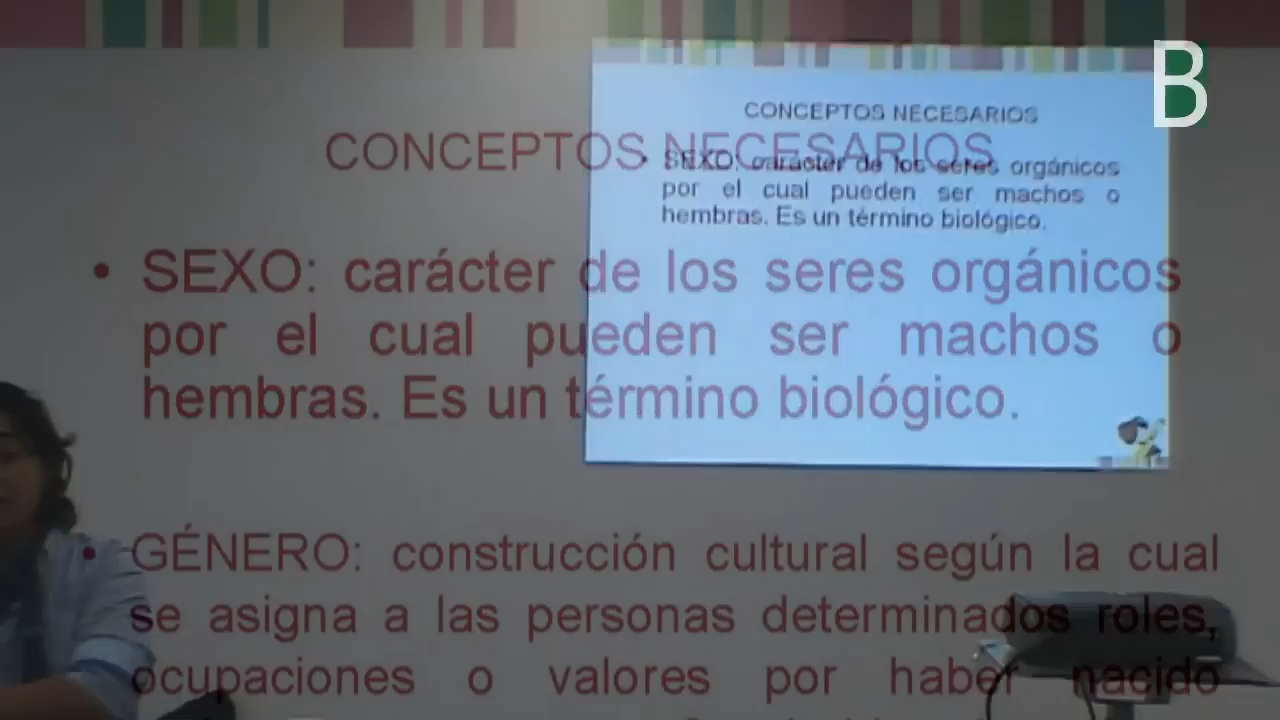 B
CONCEPTOS NECESARIOS
• SEXO: carácter de los seres orgánicos
por el cual pueden ser machos o
hembras. Es un término biológico.
CONCEPTOS NECESARIOS
• SEXO: carácter de los seres orgánicos
por el cual pueden ser machos o
hembras. Es un término biológico.
• GÉNERO: construcción cultural según la cual
se asigna a las personas determinados roles,
ocupaciones o valores por haber nacido